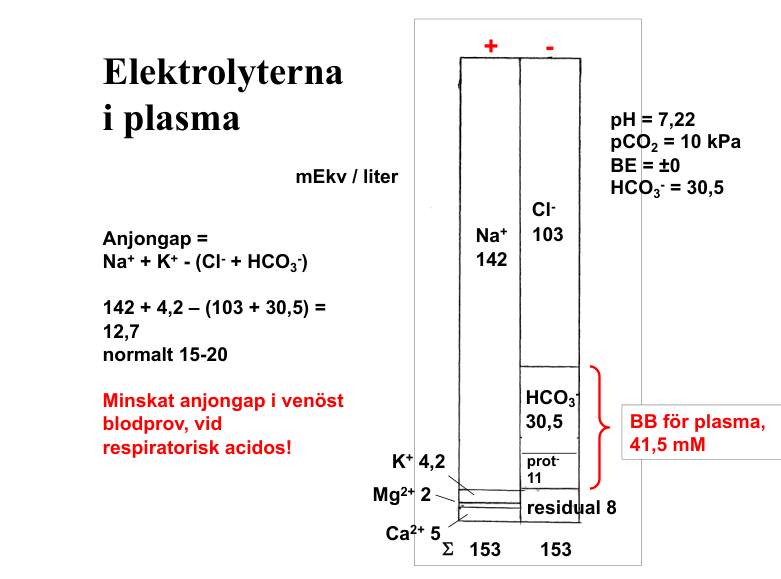 Elektrolyterna
i plasma
mEkv / liter
Anjongap =
Na⁺ + K⁺ - (Cl⁻ + HCO₃⁻)
142 + 4,2 – (103 + 30,5) =
12,7
normalt 15-20
Minskat anjongap i venöst
blodprov, vid
respiratorisk acidos!
+ -
Na⁺
142
Cl⁻
103
HCO₃⁻
30,5
prot⁻
11
residual 8
K⁺ 4,2
Mg²⁺ 2
Ca²⁺ 5
Σ 153 153
pH = 7,22
pCO₂ = 10 kPa
BE = ±0
HCO₃⁻ = 30,5
BB för plasma,
41,5 mM